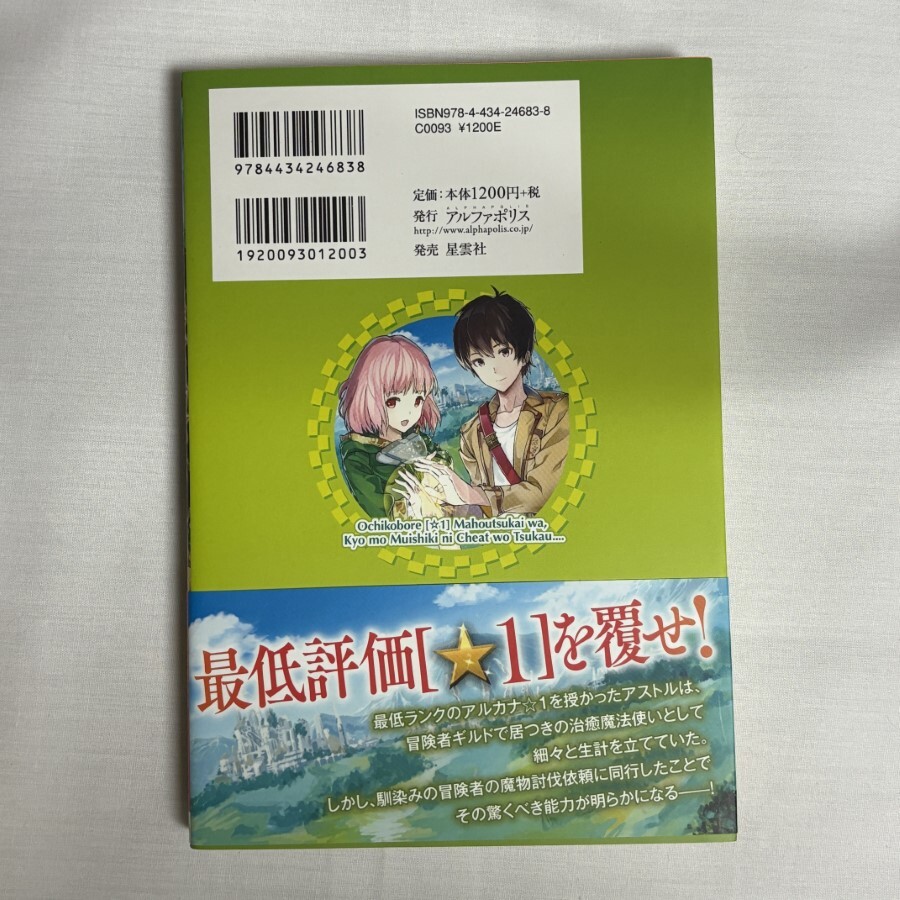 ISBN978-4-434-24683-8
C0093 ¥1200E
9784434246838
定価：本体1200円+税
ALPHAPOLIS
発行 アルファポリス
http://www.alphapolis.co.jp/
発売 星雲社
1920093012003
Ochikobore [☆1] Mahoutsukai wa,
Kyo mo Muishiki ni Cheat wo Tsukau....
最低評価[★1]を覆せ!
最低ランクのアルカナ☆1を授かったアストルは、
冒険者ギルドで居つきの治癒魔法使いとして
細々と生計を立てていた。
しかし、馴染みの冒険者の魔物討伐依頼に同行したことで
その驚くべき能力が明らかになる――!